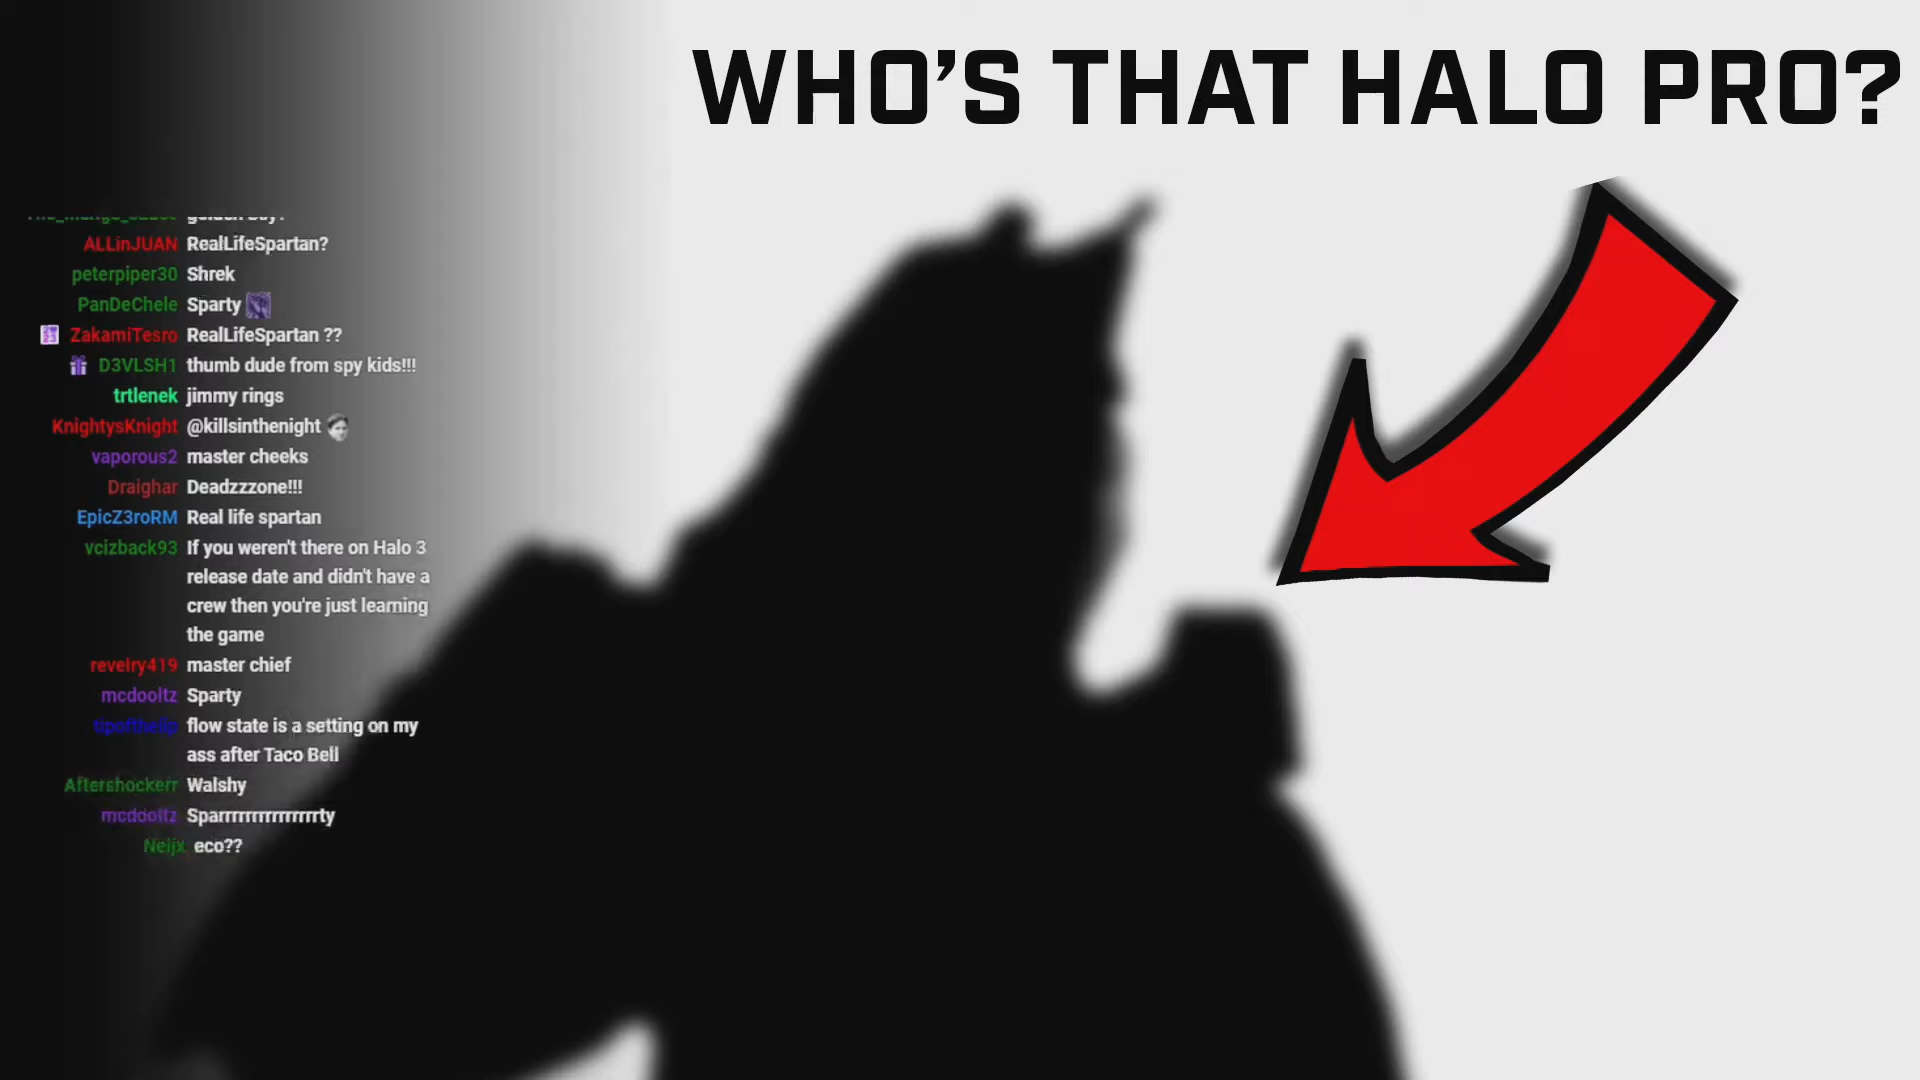 WHO'S THAT HALO PRO?
ALLinJUAN RealLifeSpartan?
peterpiper30 Shrek
PanDeChele Sparty
ZakamiTesro RealLifeSpartan ??
D3VLSH1 thumb dude from spy kids!!!
trtlenek jimmy rings
KnightysKnight @killsinthenight
vaporous2 master cheeks
Draighar Deadzzzone!!!
EpicZ3roRM Real life spartan
vcizback93 If you weren't there on Halo 3
release date and didn't have a
crew then you're just learning
the game
revelry419 master chief
mcdooltz Sparty
flow state is a setting on my
ass after Taco Bell
Aftershockerr Walshy
mcdooltz Sparrrrrrrrrrrrrrrrty
Neijx eco??